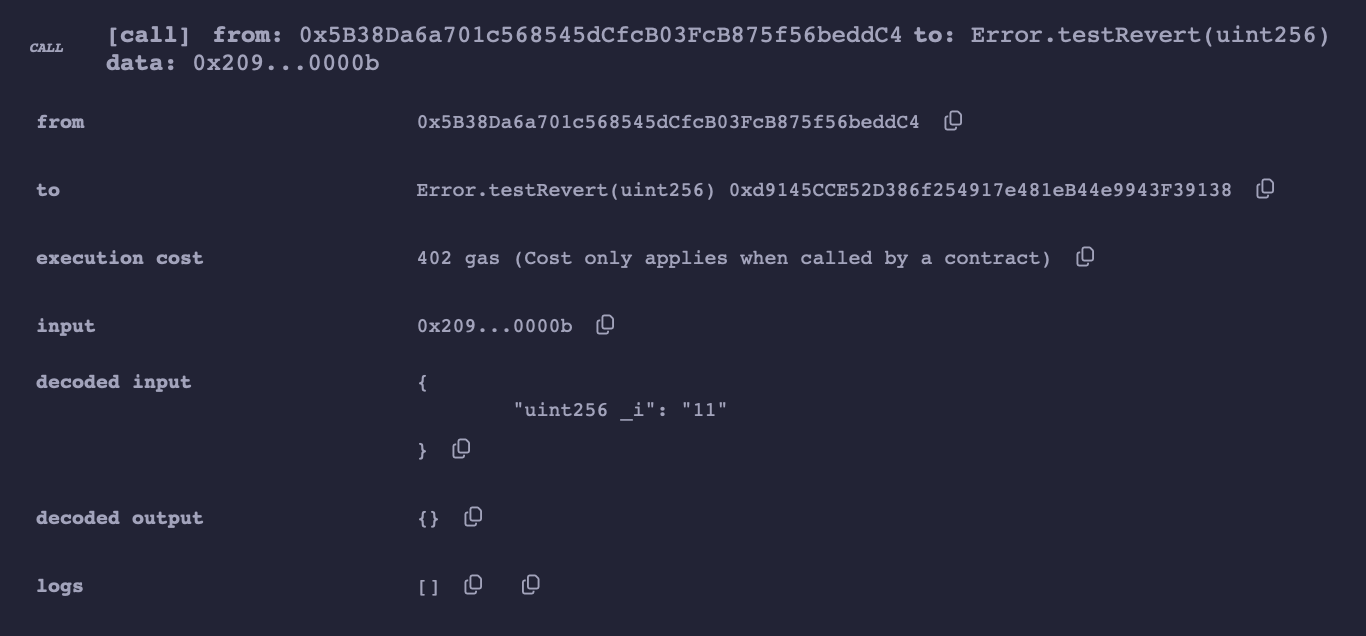 CALL [call] from: 0x5B38Da6a701c568545dCfcB03FcB875f56beddC4 to: Error.testRevert(uint256)
data: 0x209...0000b
from 0x5B38Da6a701c568545dCfcB03FcB875f56beddC4
to Error.testRevert(uint256) 0xd9145CCE52D386f254917e481eB44e9943F39138
execution cost 402 gas (Cost only applies when called by a contract)
input 0x209...0000b
decoded input {
"uint256 _i": "11"
}
decoded output {}
logs []